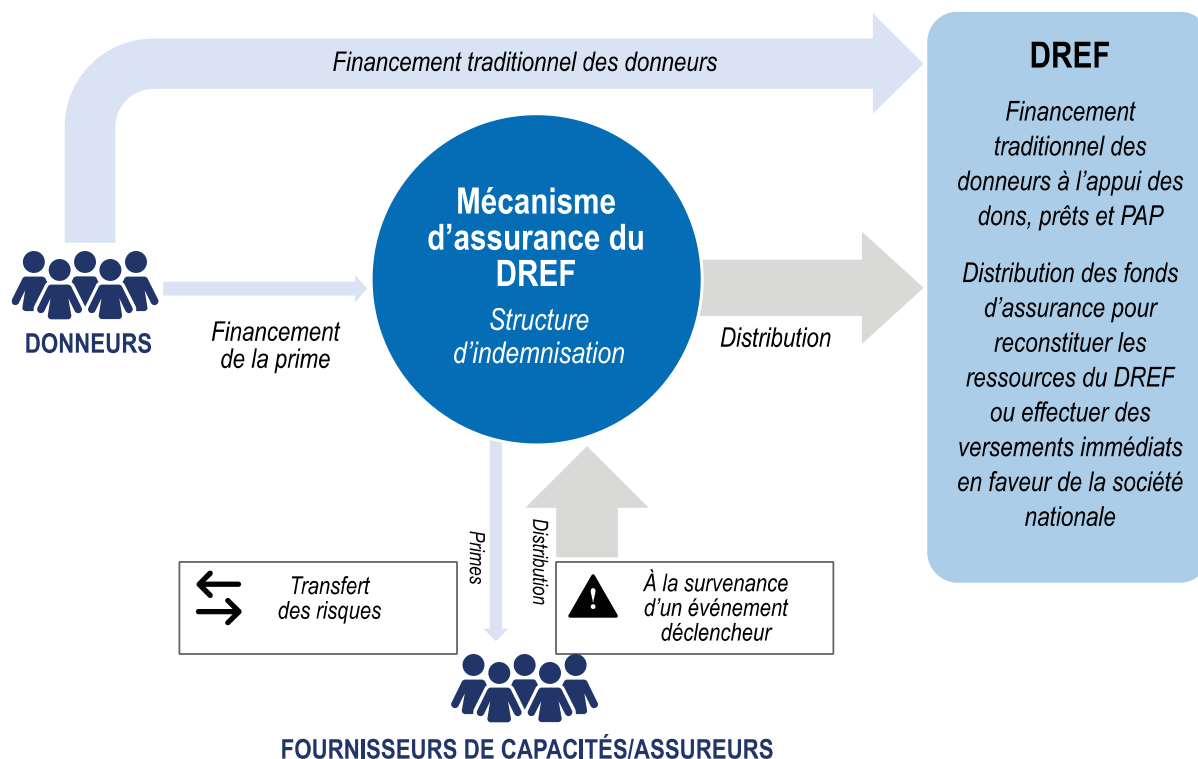 Financement traditionnel des donneurs
DREF
Financement
traditionnel des
donneurs à l'appui des
dons, prêts et PAP
Distribution des fonds
d'assurance pour
reconstituer les
ressources du DREF
ou effectuer des
versements immédiats
en faveur de la société
nationale
Mécanisme
d'assurance du
DREF
Structure
d'indemnisation
DONNEURS
Financement
de la prime
Distribution
Primes
Distribution
Transfert
des risques
!
À la survenance
d'un événement
déclencheur
FOURNISSEURS DE CAPACITÉS/ASSUREURS